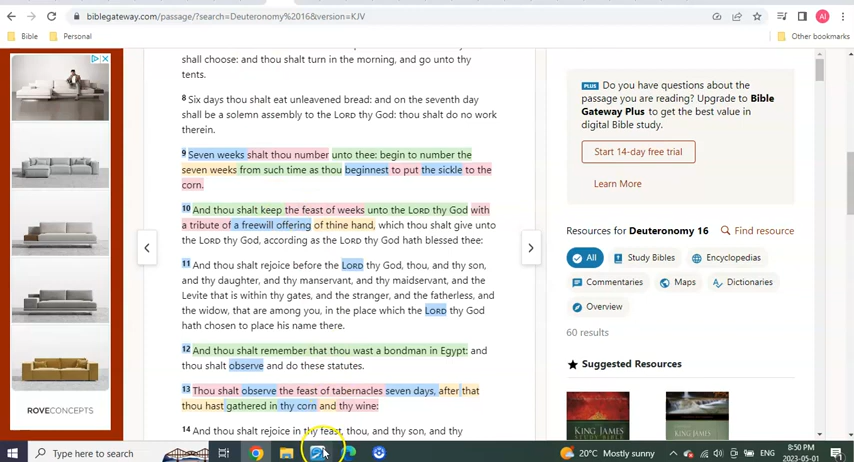 biblegateway.com/passage/?search=Deuteronomy%2016&version=KJV
AI
Bible
Personal
Other bookmarks
shall choose: and thou shalt turn in the morning, and go unto thy
tents.
8 Six days thou shalt eat unleavened bread: and on the seventh day
shall be a solemn assembly to the LORD thy God: thou shalt do no work
therein.
9 Seven weeks shalt thou number unto thee: begin to number the
seven weeks from such time as thou beginnest to put the sickle to the
corn.
10 And thou shalt keep the feast of weeks unto the LORD thy God with
a tribute of a freewill offering of thine hand, which thou shalt give unto
the LORD thy God, according as the LORD thy God hath blessed thee:
11 And thou shalt rejoice before the LORD thy God, thou, and thy son,
and thy daughter, and thy manservant, and thy maidservant, and the
Levite that is within thy gates, and the stranger, and the fatherless, and
the widow, that are among you, in the place which the LORD thy God
hath chosen to place his name there.
12 And thou shalt remember that thou wast a bondman in Egypt: and
thou shalt observe and do these statutes.
13 Thou shalt observe the feast of tabernacles seven days, after that
thou hast gathered in thy corn and thy wine:
14 And thou shalt rejoice in thy feast, thou, and thy son, and thy
ROVECONCEPTS
PLUS Do you have questions about the
passage you are reading? Upgrade to Bible
Gateway Plus to get the best value in
digital Bible study.
Start 14-day free trial
Learn More
Resources for Deuteronomy 16
Find resource
All
Study Bibles
Encyclopedias
Commentaries
Maps
Dictionaries
Overview
60 results
Suggested Resources
KING JAMES
KING JAMES
Type here to search
20°C Mostly sunny
8:50 PM
2023-05-01